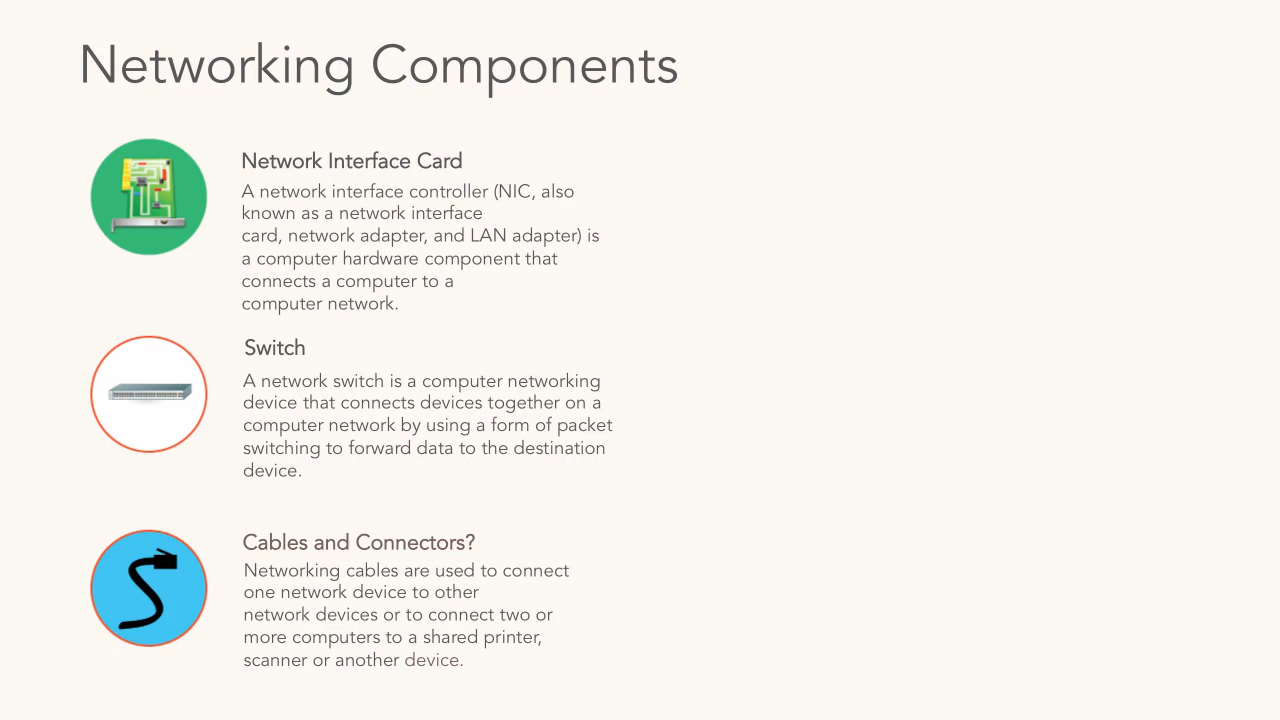 Networking Components
Network Interface Card
A network interface controller (NIC, also
known as a network interface
card, network adapter, and LAN adapter) is
a computer hardware component that
connects a computer to a
computer network.
Switch
A network switch is a computer networking
device that connects devices together on a
computer network by using a form of packet
switching to forward data to the destination
device.
Cables and Connectors?
Networking cables are used to connect
one network device to other
network devices or to connect two or
more computers to a shared printer,
scanner or another device.